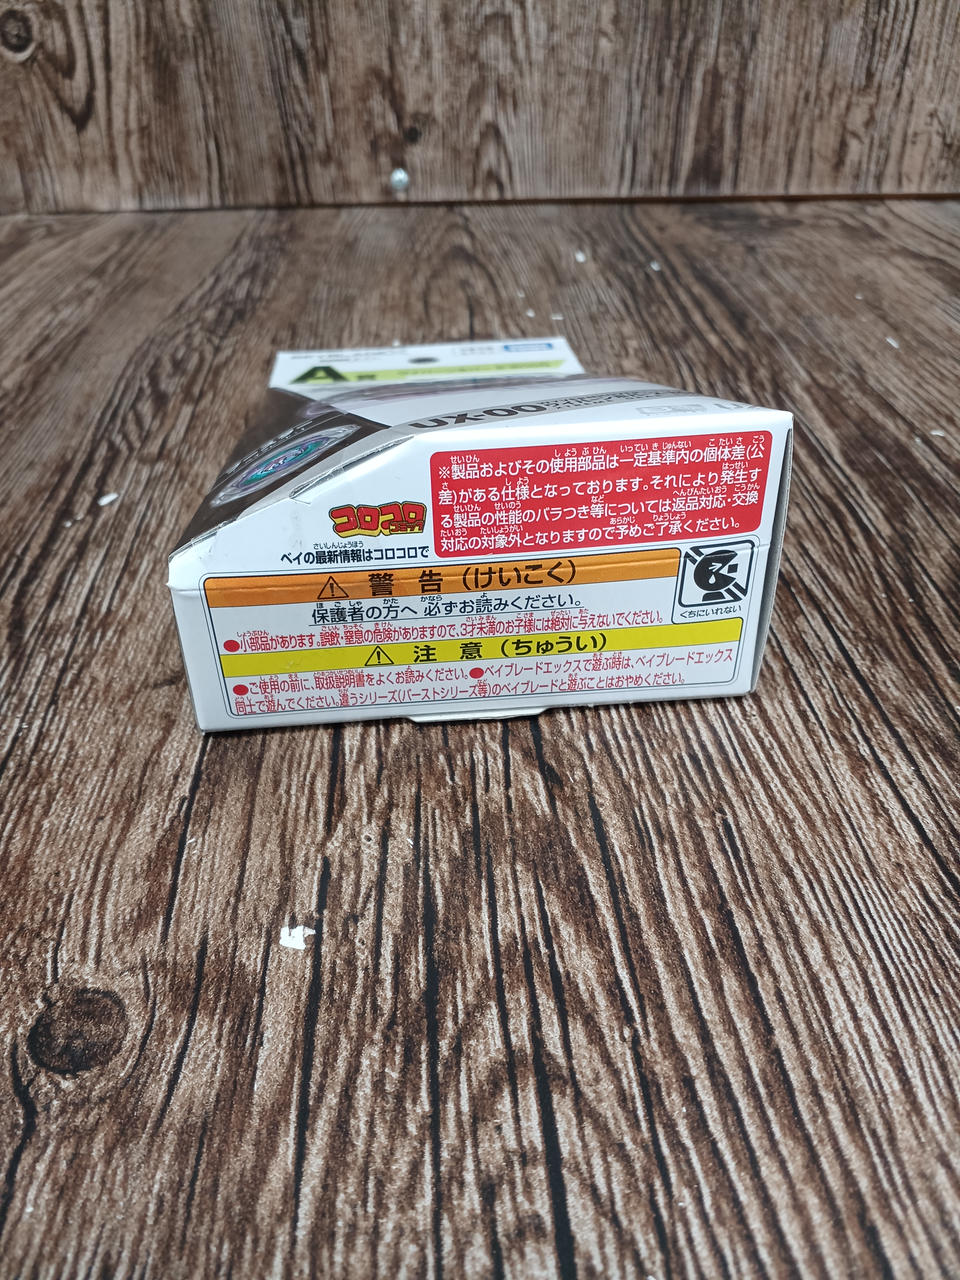 A賞
UX-00
※製品およびその使用部品は一定基準内の個体差(公
差)がある仕様となっております。それにより発生す
る製品の性能のバラつき等については返品対応・交換
対応の対象外となりますので予めご了承ください。
コロコロ
コミック
ベイの最新情報はコロコロで
警告(けいこく)
保護者の方へ 必ずお読みください。
●小部品があります。誤飲・窒息の危険がありますので、3才未満のお子様には絶対に与えないでください。
くちにいれない
注意(ちゅうい)
●ご使用の前に、取扱説明書をよくお読みください。●ベイブレードエックスで遊ぶ時は、ベイブレードエックス
同士で遊んでください。違うシリーズ(バーストシリーズ等)のベイブレードと遊ぶことはおやめください。